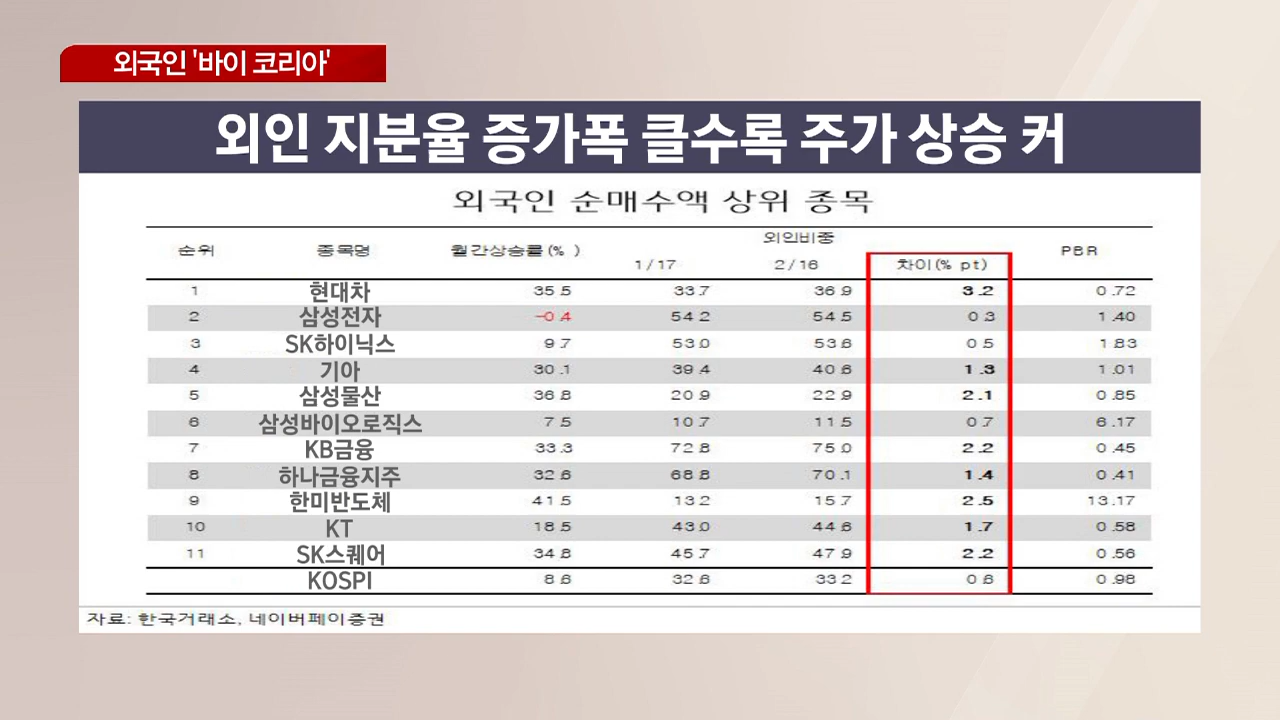 외국인 '바이 코리아'
외인 지분율 증가폭 클수록 주가 상승 커
외국인 순매수액 상위 종목
순위 종목명 월간상승률(% ) 외인비중 PBR
1/17 2/16 차이(% pt)
1 현대차 35.5 33.7 36.9 3.2 0.72
2 삼성전자 -0.4 54.2 54.5 0.3 1.40
3 SK하이닉스 9.7 53.0 53.6 0.5 1.83
4 기아 30.1 39.4 40.6 1.3 1.01
5 삼성물산 36.8 20.9 22.9 2.1 0.85
6 삼성바이오로직스 7.5 10.7 11.5 0.7 6.17
7 KB금융 33.3 72.8 75.0 2.2 0.45
8 하나금융지주 32.6 68.8 70.1 1.4 0.41
9 한미반도체 41.5 13.2 15.7 2.5 13.17
10 KT 18.5 43.0 44.6 1.7 0.58
11 SK스퀘어 34.8 45.7 47.9 2.2 0.56
KOSPI 8.6 32.6 33.2 0.6 0.98
자료: 한국거래소, 네이버페이증권